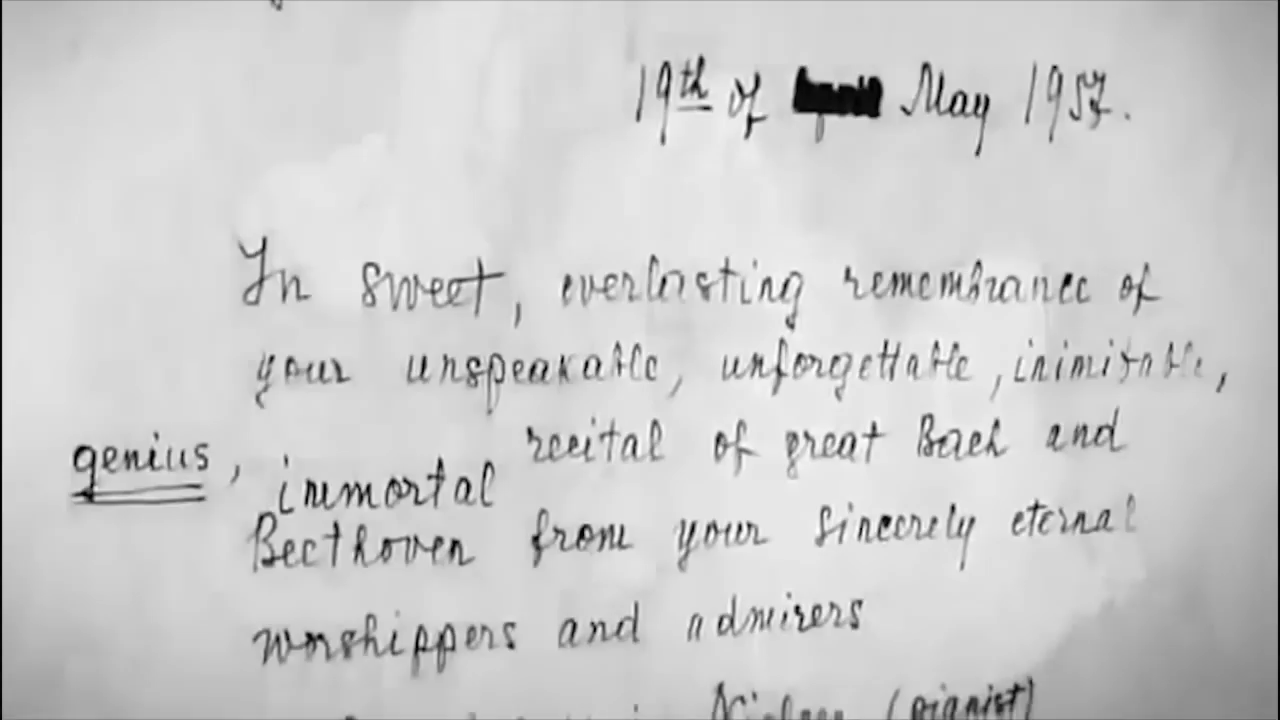 19th of May 1957.
In sweet, everlasting remembrance of
your unspeakable, unforgettable, inimitable,
genius, immortal recital of great Bach and
Beethoven from your sincerely eternal
worshippers and admirers
(pianist)